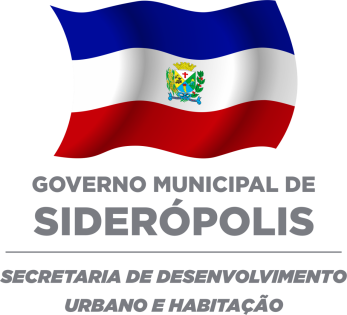 GOVERNO MUNICIPAL DE
SIDERÓPOLIS
SECRETARIA DE DESENVOLVIMENTO
URBANO E HABITAÇÃO